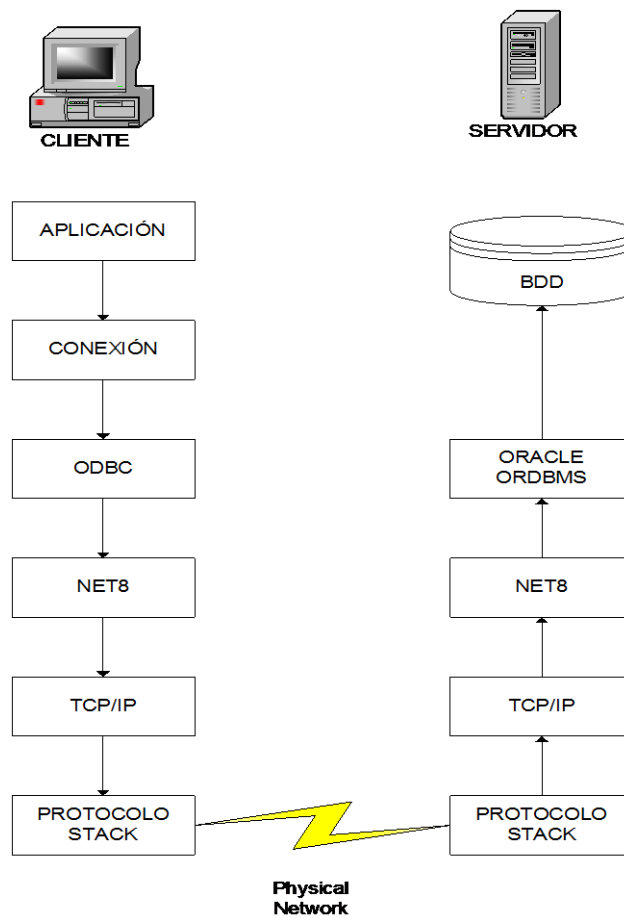 CLIENTE
SERVIDOR
APLICACIÓN
BDD
CONEXIÓN
ODBC
ORACLE
ORDBMS
NET8
NET8
TCP/IP
TCP/IP
PROTOCOLO
STACK
PROTOCOLO
STACK
Physical
Network